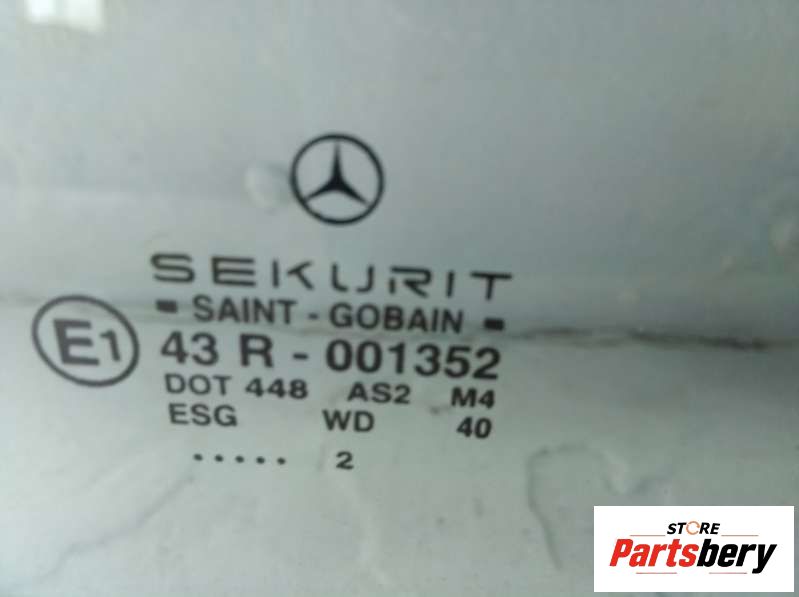 SEKURIT
SAINT - GOBAIN
E1
43 R - 001352
DOT 448 AS2 M4
ESG WD 40
..... 2
STORE
Partsbery